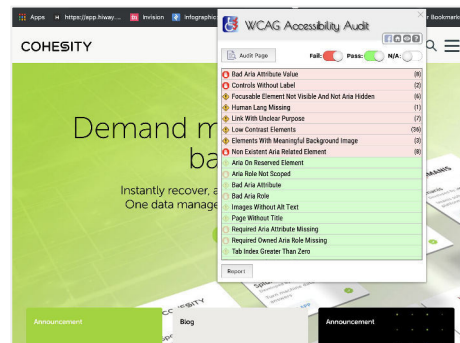 Apps
H https://app.hiway....
Invision
Infographic
r Bookmark
COHESITY
WCAG Accessibility Audit
Audit Page
Fail:
Pass:
N/A:
Bad Aria Attribute Value (8)
Controls Without Label (2)
Focusable Element Not Visible And Not Aria Hidden (6)
Human Lang Missing (1)
Link With Unclear Purpose (7)
Low Contrast Elements (36)
Elements With Meaningful Background Image (3)
Non Existent Aria Related Element (8)
Aria On Reserved Element
Aria Role Not Scoped
Bad Aria Attribute
Bad Aria Role
Images Without Alt Text
Page Without Title
Required Aria Attribute Missing
Required Owned Aria Role Missing
Tab Index Greater Than Zero
Report
Demand m
ba
Instantly recover, a
One data manage
Announcement
Blog
Announcement